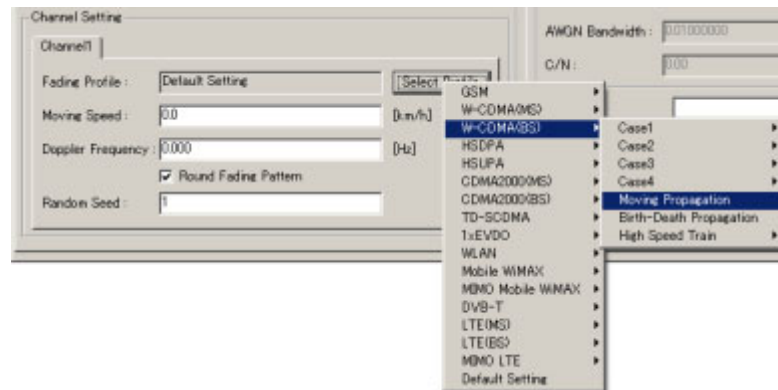 Channel Setting
Channel1
Fading Profile :
Default Setting
[Select Profile
Moving Speed :
0.0
[km/h]
Doppler Frequency :
0.000
[Hz]
Round Fading Pattern
Random Seed :
1
AWGN Bandwidth :
0.01000000
C/N :
0.00
GSM
W-CDMA(MS)
W-CDMA(BS)
HSDPA
HSUPA
CDMA2000(MS)
CDMA2000(BS)
TD-SCDMA
1xEVDO
WLAN
Mobile WiMAX
MIMO Mobile WiMAX
DVB-T
LTE(MS)
LTE(BS)
MIMO LTE
Default Setting
Case1
Case2
Case3
Case4
Moving Propagation
Birth-Death Propagation
High Speed Train